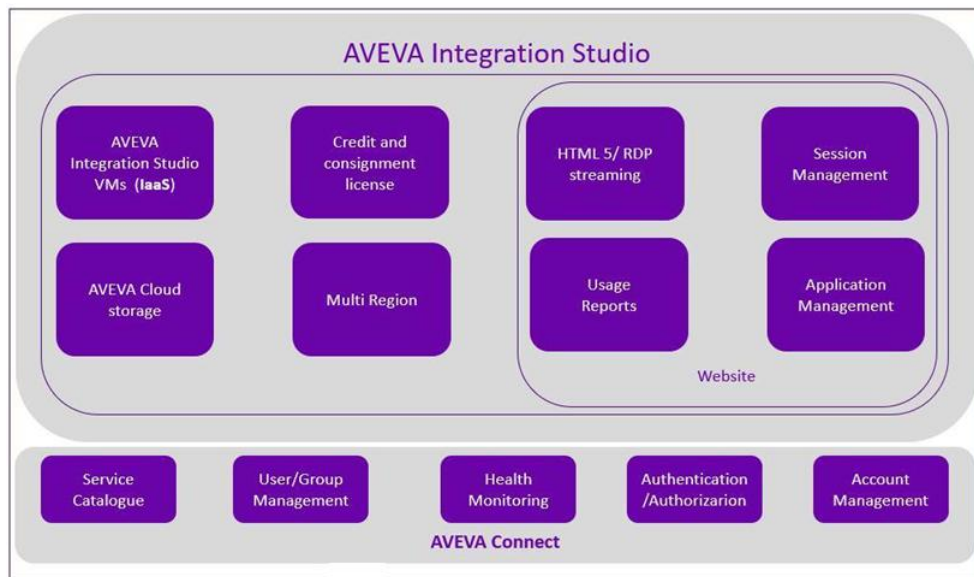 AVEVA Integration Studio
AVEVA
Integration Studio
VMs (IaaS)
Credit and
consignment
license
HTML 5/ RDP
streaming
Session
Management
AVEVA Cloud
storage
Multi Region
Usage
Reports
Application
Management
Website
Service
Catalogue
User/Group
Management
Health
Monitoring
Authentication
/Authorizarion
Account
Management
AVEVA Connect